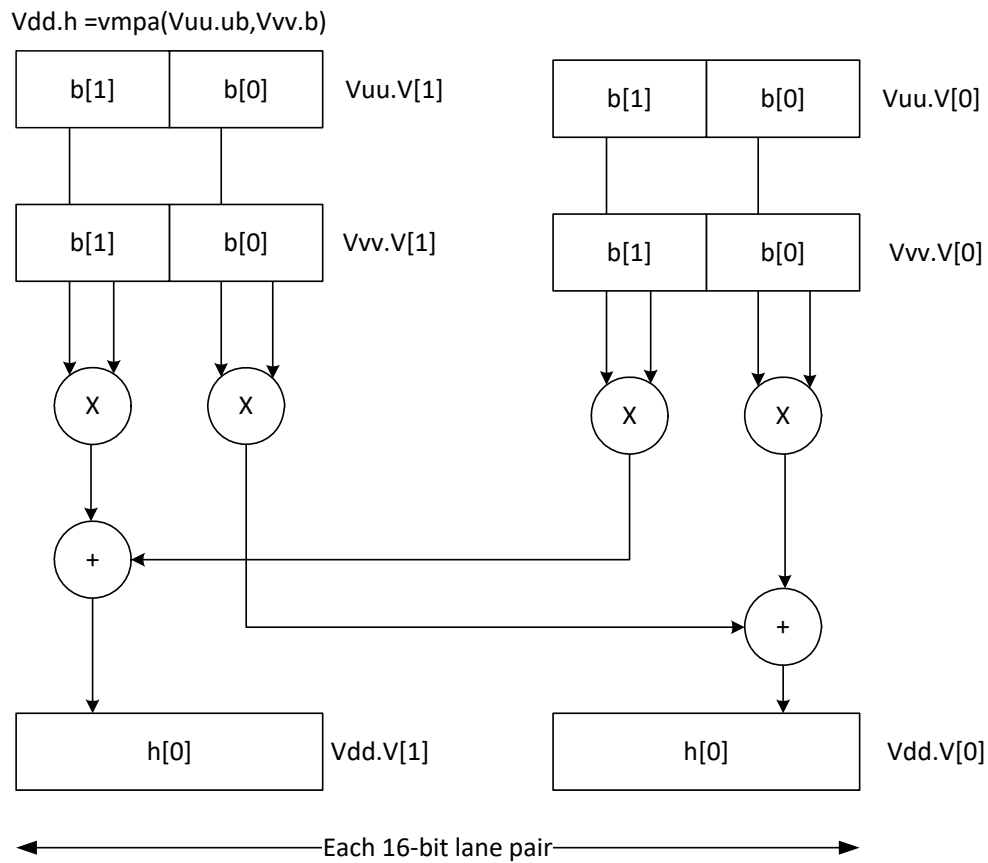 Vdd.h =vmpa(Vuu.ub,Vvv.b)
b[1] b[0] Vuu.V[1] b[1] b[0] Vuu.V[0]
b[1] b[0] Vvv.V[1] b[1] b[0] Vvv.V[0]
X X X X
+
+
h[0] Vdd.V[1] h[0] Vdd.V[0]
Each 16-bit lane pair